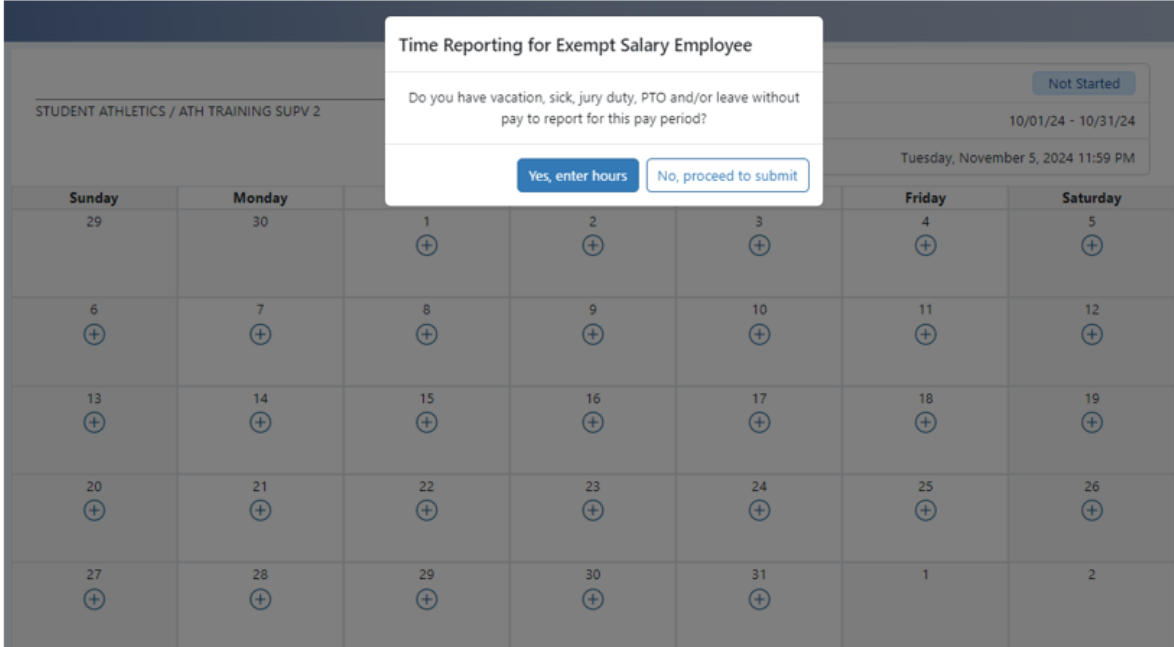 Time Reporting for Exempt Salary Employee
Do you have vacation, sick, jury duty, PTO and/or leave without
pay to report for this pay period?
Yes, enter hours No, proceed to submit
Not Started
STUDENT ATHLETICS / ATH TRAINING SUPV 2
10/01/24 - 10/31/24
Tuesday, November 5, 2024 11:59 PM
Sunday Monday Friday Saturday
29 30 1 2 3 4 5
6 7 8 9 10 11 12
13 14 15 16 17 18 19
20 21 22 23 24 25 26
27 28 29 30 31 1 2